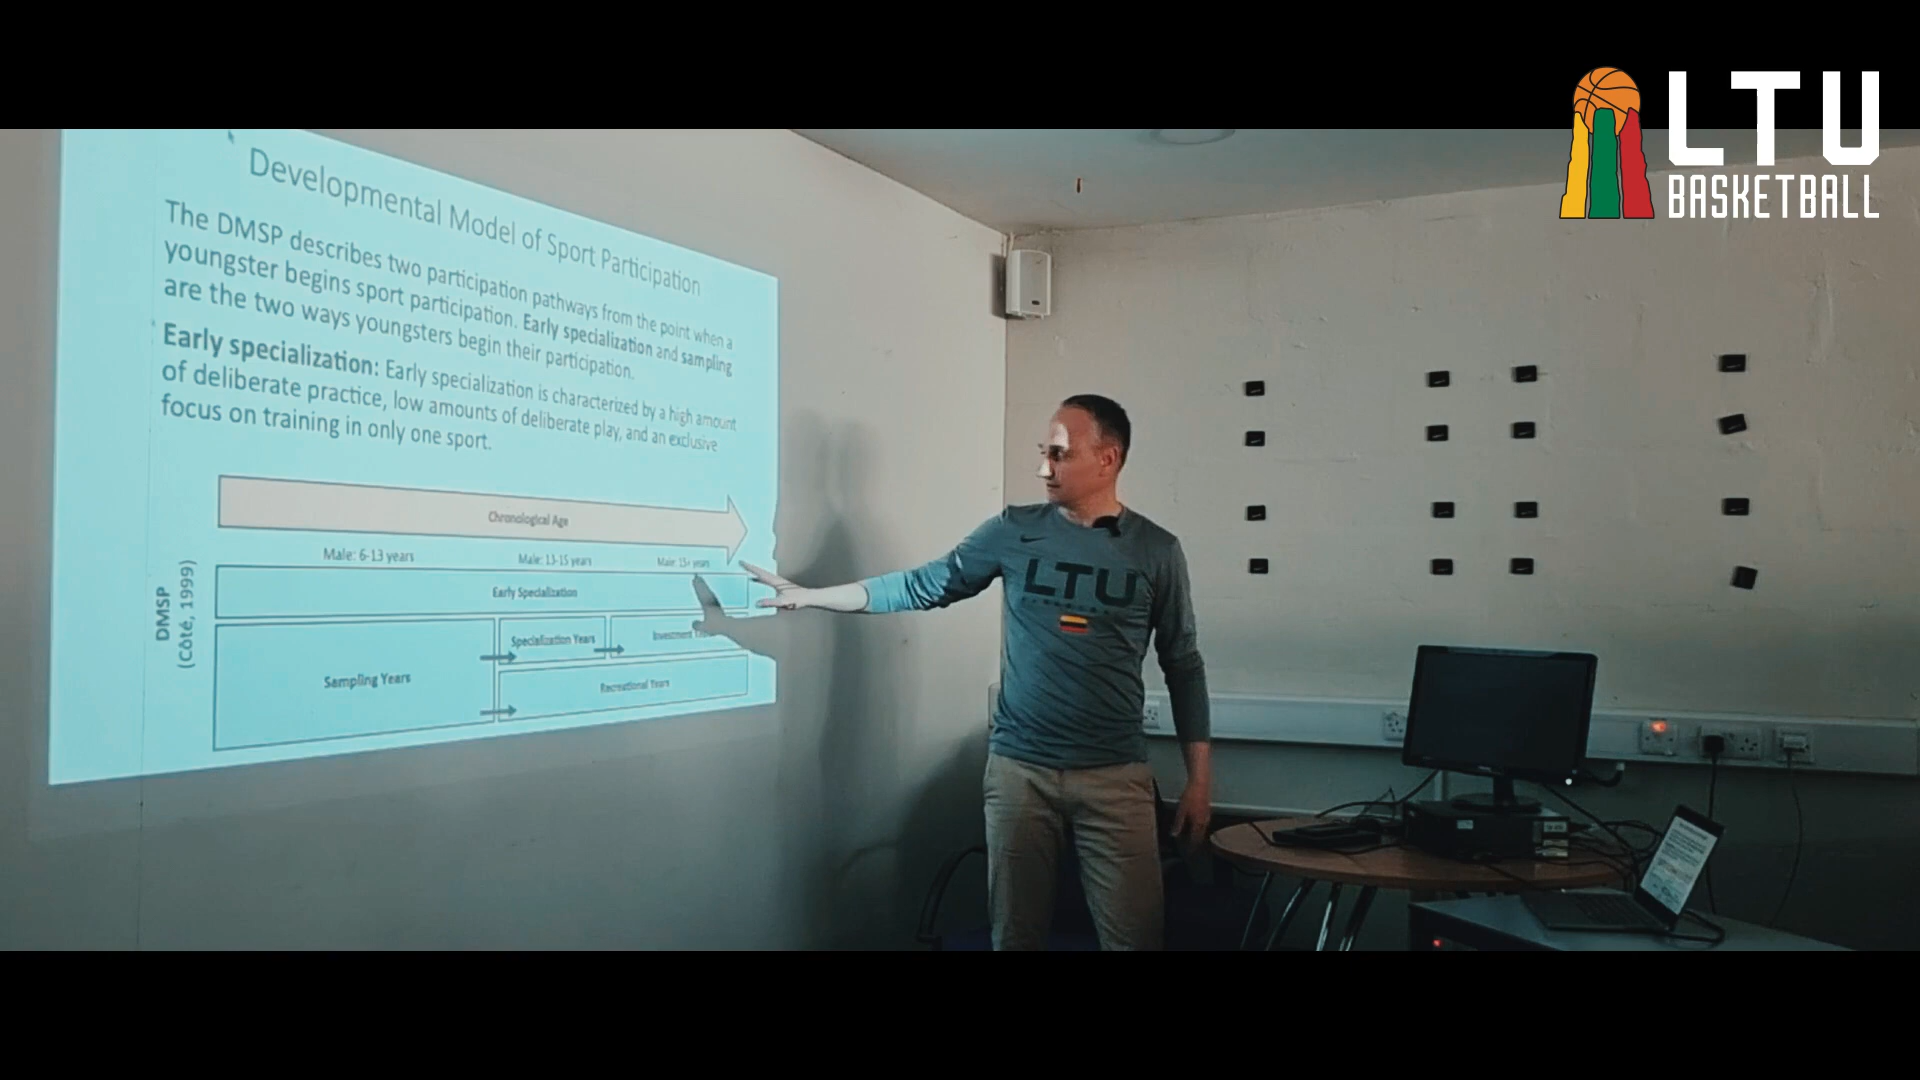 LTU
BASKETBALL
Developmental Model of Sport Participation
The DMSP describes two participation pathways from the point when a
youngster begins sport participation. Early specialization and sampling
are the two ways youngsters begin their participation.
Early specialization: Early specialization is characterized by a high amount
of deliberate practice, low amounts of deliberate play, and an exclusive
focus on training in only one sport.
Chronological Age
Male: 6-13 years
Male: 13-15 years
Male: 15+ years
DMSP
(Côté, 1999)
Early Specialization
Specialization Years
Investment
Sampling Years
Recreational Years
LTU